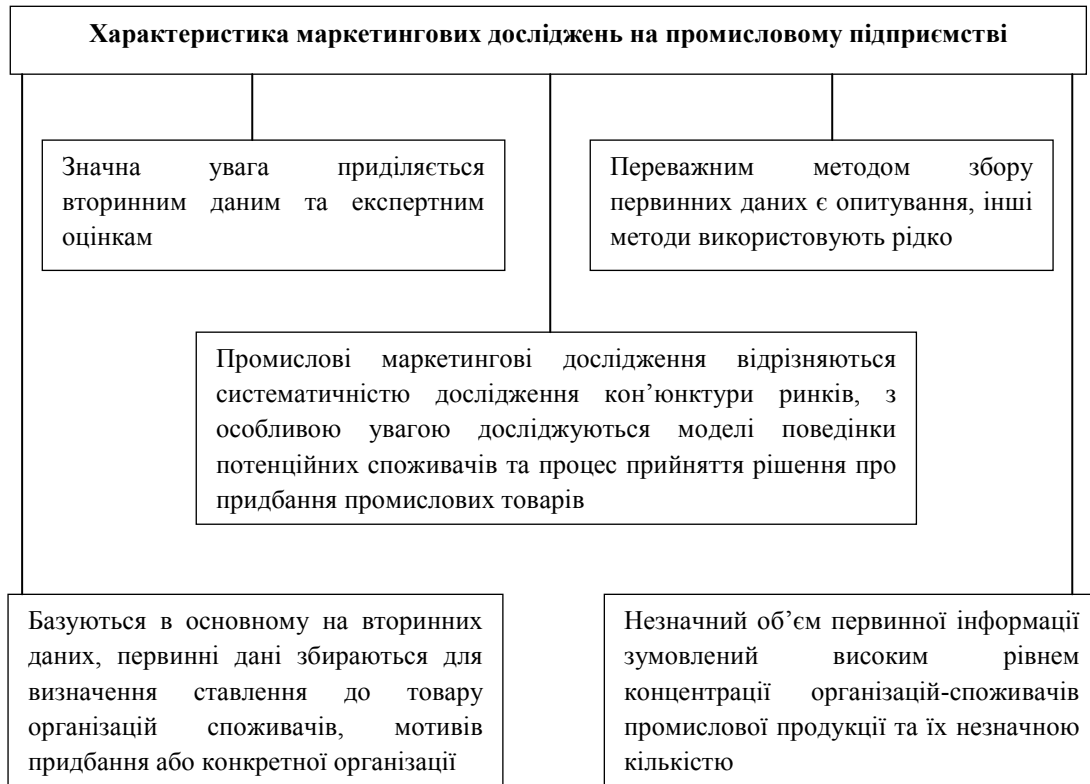 Характеристика маркетингових досліджень на промисловому підприємстві
Значна увага приділяється
вторинним даним та експертним
оцінкам
Переважним методом збору
первинних даних є опитування, інші
методи використовують рідко
Промислові маркетингові дослідження відрізняються
систематичністю дослідження кон’юнктури ринків, з
особливою увагою досліджуються моделі поведінки
потенційних споживачів та процес прийняття рішення про
придбання промислових товарів
Базуються в основному на вторинних
даних, первинні дані збираються для
визначення ставлення до товару
організацій споживачів, мотивів
придбання або конкретної організації
Незначний об’єм первинної інформації
зумовлений високим рівнем
концентрації організацій-споживачів
промислової продукції та їх незначною
кількістю